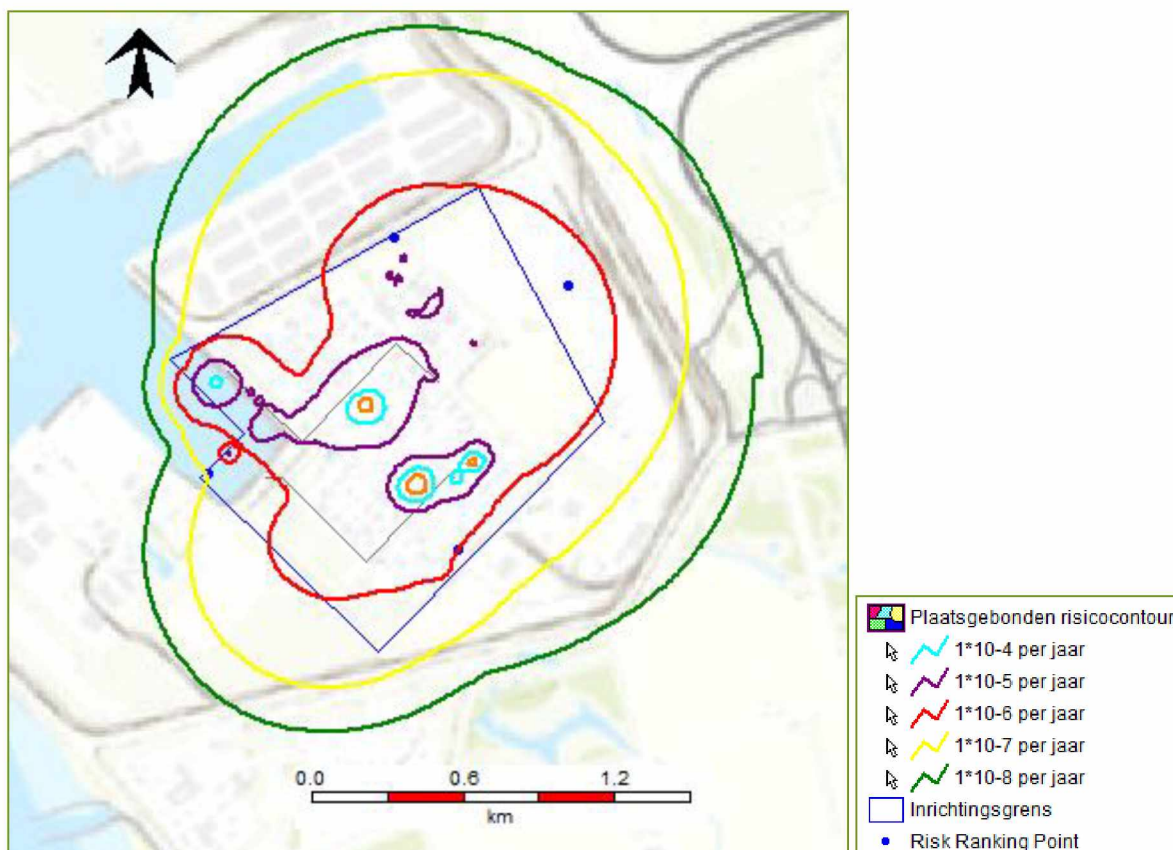 0.0 0.6 1.2
km
Plaatsgebonden risicocontour
1*10-4 per jaar
1*10-5 per jaar
1*10-6 per jaar
1*10-7 per jaar
1*10-8 per jaar
Inrichtingsgrens
Risk Ranking Point